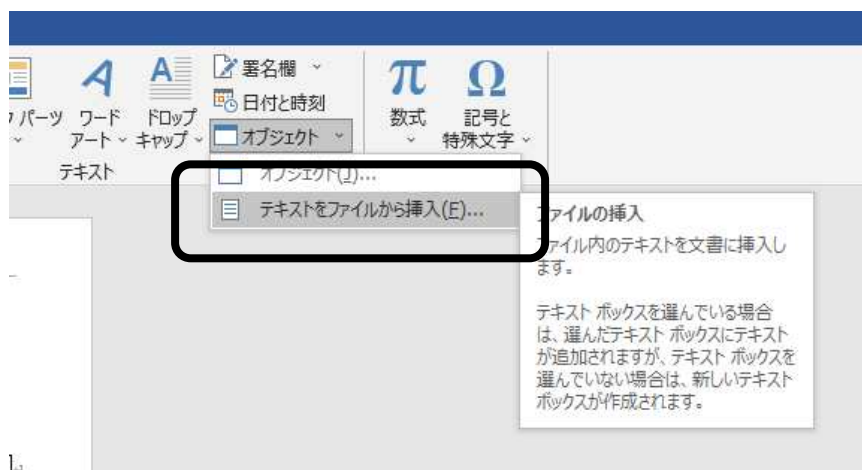 署名欄
日付と時刻
オブジェクト
パーツ
ワード
アート
ドロップ
キャップ
数式
記号と
特殊文字
テキスト
オブジェクト(J)...
テキストをファイルから挿入(F)...
ファイルの挿入
ファイル内のテキストを文書に挿入し
ます。
テキスト ボックスを選んでいる場合
は、選んだテキスト ボックスにテキスト
が追加されますが、テキスト ボックスを
選んでいない場合は、新しいテキスト
ボックスが作成されます。